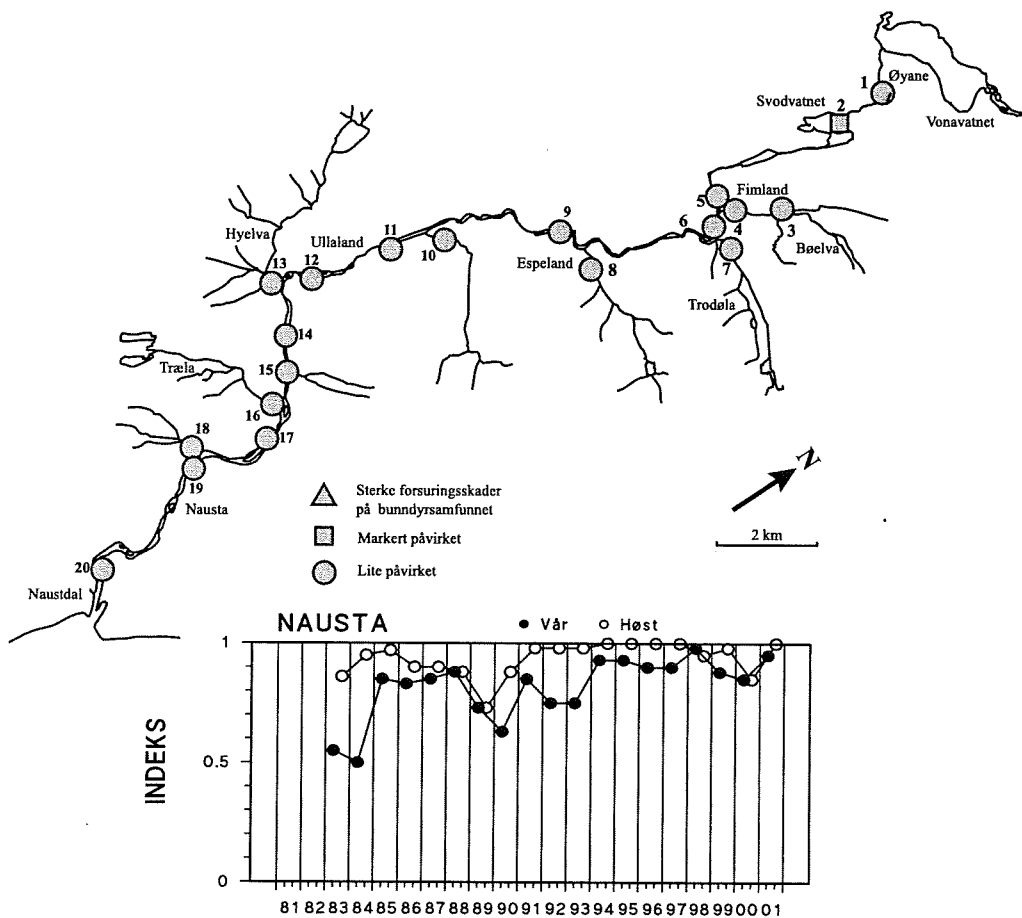 Øyane
1
Svodvatnet
2
Vonavatnet
5
Fimland
4
3
6
7
Bøelva
Trodøla
9
Espeland
8
11
10
Ullaland
12
Hyelva
13
14
15
Træla
16
17
18
19
Nausta
20
Naustdal
N
2 km
Sterke forsuringsskader
på bunndyrsamfunnet
Markert påvirket
Lite påvirket
NAUSTA
Vår Høst
INDEKS
1
0.5
0
81 82 83 84 85 86 87 88 89 90 91 92 93 94 95 96 97 98 99 00 01